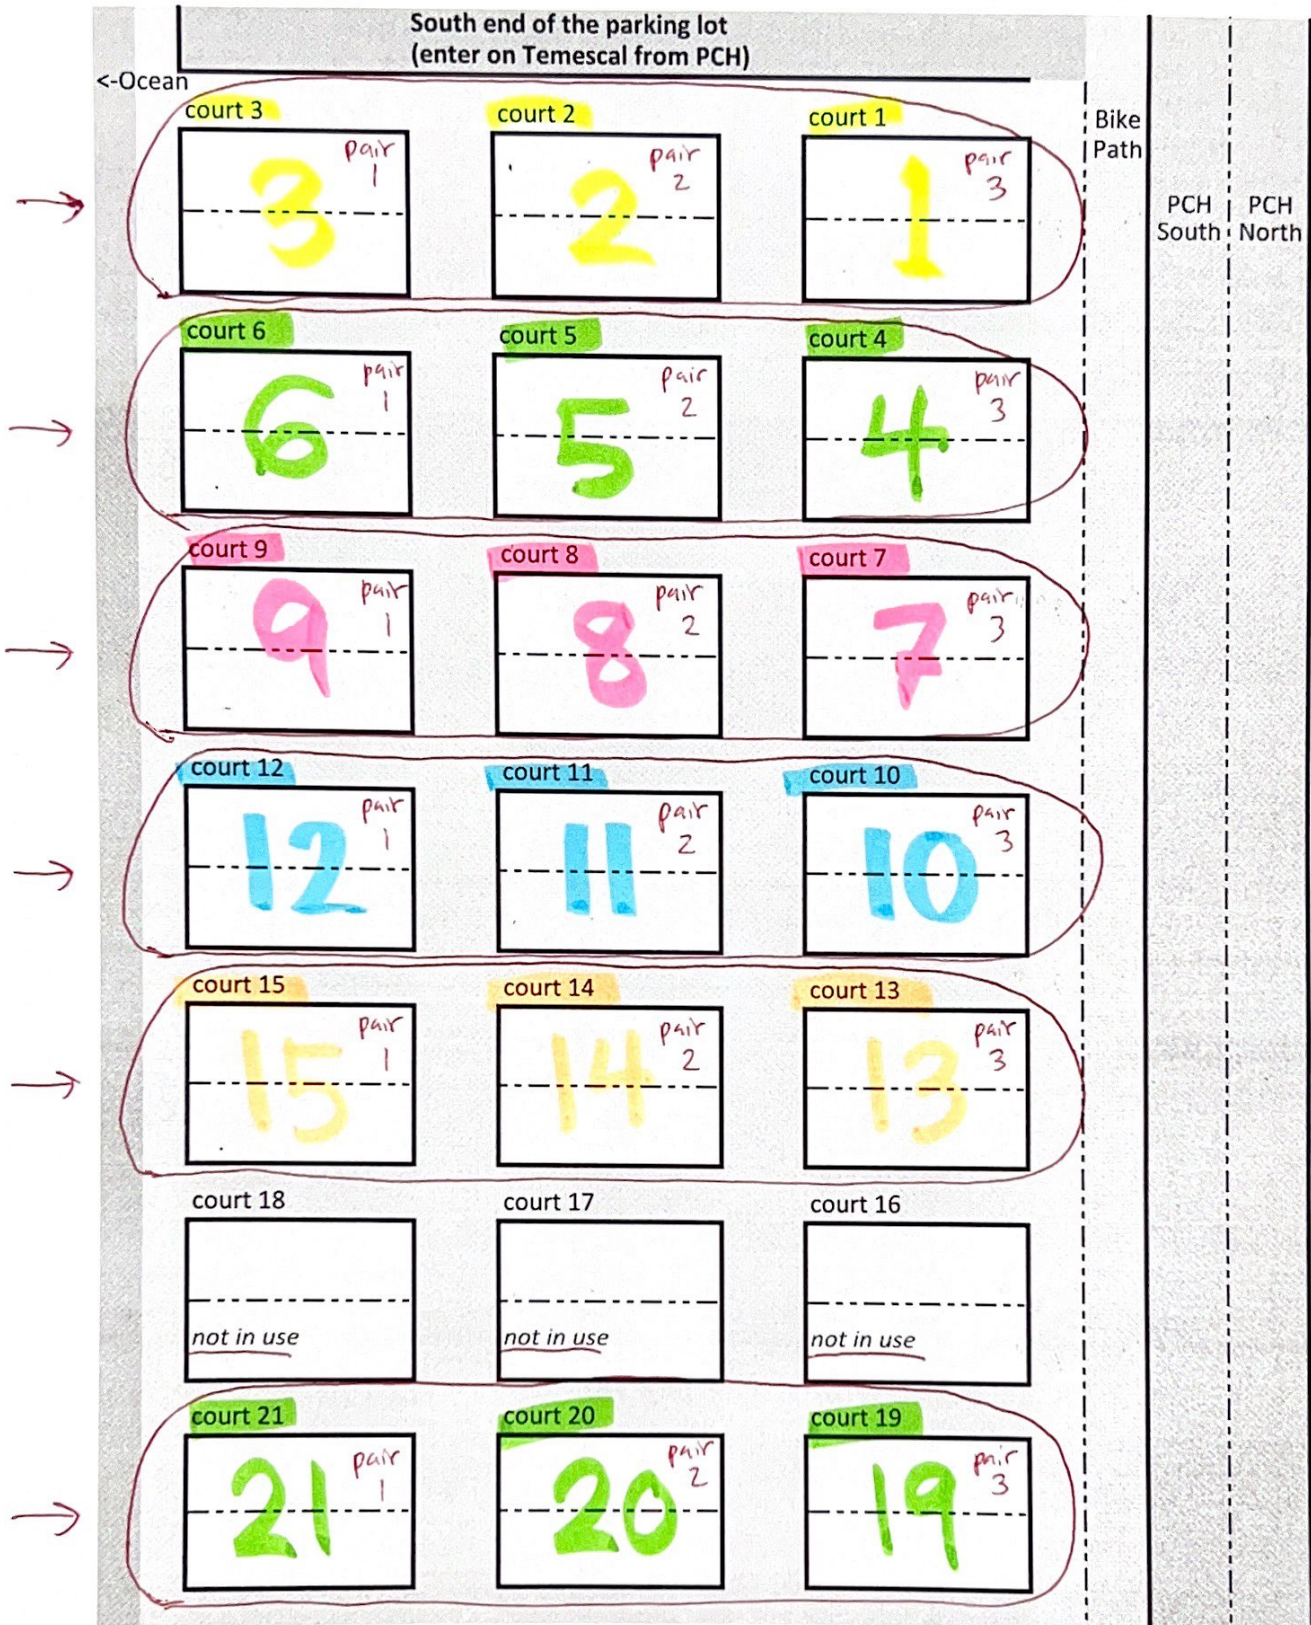 South end of the parking lot
(enter on Temescal from PCH)
<-Ocean
court 3
court 2
court 1
Bike
Path
pair
1
3
pair
2
2
pair
3
1
PCH
South
PCH
North
court 6
court 5
court 4
pair
1
6
pair
2
5
pair
3
4
court 9
court 8
court 7
pair
1
9
pair
2
8
pair
3
7
court 12
court 11
court 10
pair
1
12
pair
2
11
pair
3
10
court 15
court 14
court 13
pair
1
15
pair
2
14
pair
3
13
court 18
court 17
court 16
not in use
not in use
not in use
court 21
court 20
court 19
pair
1
21
pair
2
20
pair
3
19